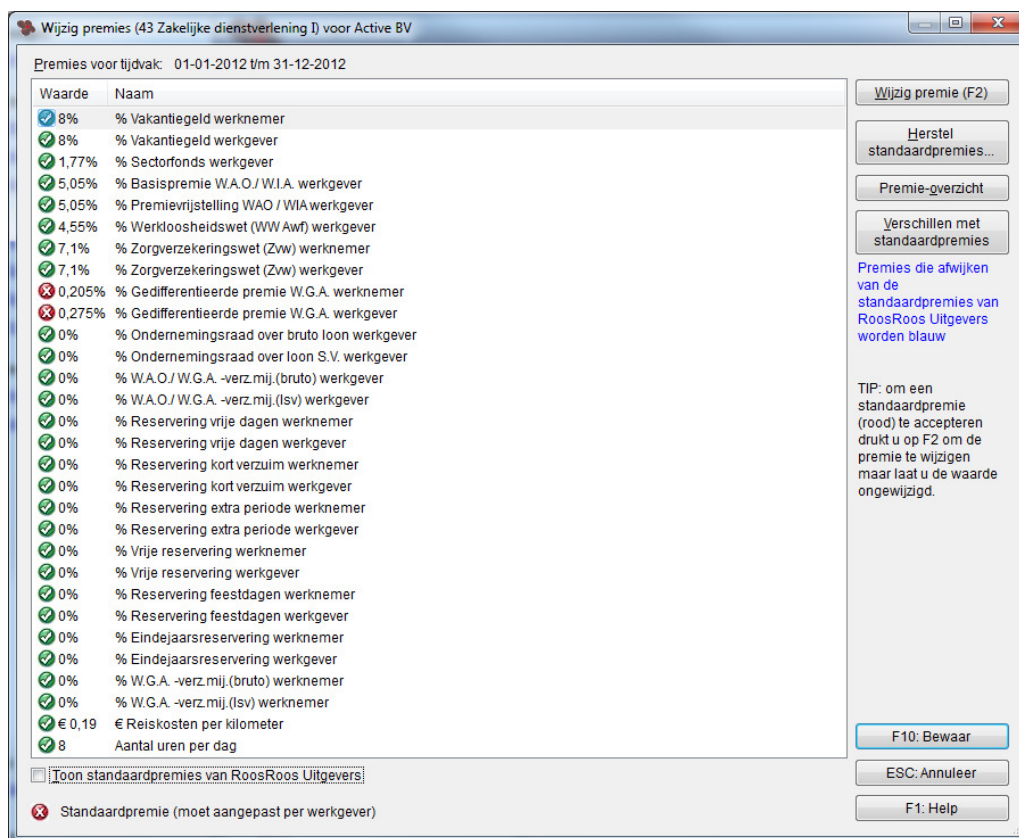 Wijzig premies (43 Zakelijke dienstverlening I) voor Active BV
Premies voor tijdvak: 01-01-2012 t/m 31-12-2012
Waarde Naam
8% % Vakantiegeld werknemer
8% % Vakantiegeld werkgever
1,77% % Sectorfonds werkgever
5,05% % Basispremie W.A.O./ W.I.A. werkgever
5,05% % Premievrijstelling WAO / WIA werkgever
4,55% % Werkloosheidswet (WW Awf) werkgever
7,1% % Zorgverzekeringswet (Zvw) werknemer
7,1% % Zorgverzekeringswet (Zvw) werkgever
0,205% % Gedifferentieerde premie W.G.A. werknemer
0,275% % Gedifferentieerde premie W.G.A. werkgever
0% % Ondernemingsraad over bruto loon werkgever
0% % Ondernemingsraad over loon S.V. werkgever
0% % W.A.O./ W.G.A. -verz.mij.(bruto) werkgever
0% % W.A.O./ W.G.A. -verz.mij.(lsv) werkgever
0% % Reservering vrije dagen werknemer
0% % Reservering vrije dagen werkgever
0% % Reservering kort verzuim werknemer
0% % Reservering kort verzuim werkgever
0% % Reservering extra periode werknemer
0% % Reservering extra periode werkgever
0% % Vrije reservering werknemer
0% % Vrije reservering werkgever
0% % Reservering feestdagen werknemer
0% % Reservering feestdagen werkgever
0% % Eindejaarsreservering werknemer
0% % Eindejaarsreservering werkgever
0% % W.G.A. -verz.mij.(bruto) werknemer
0% % W.G.A. -verz.mij.(lsv) werknemer
€ 0,19 € Reiskosten per kilometer
8 Aantal uren per dag
Toon standaardpremies van RoosRoos Uitgevers
Standaardpremie (moet aangepast per werkgever)
Wijzig premie (F2)
Herstel
standaardpremies...
Premie-overzicht
Verschillen met
standaardpremies
Premies die afwijken
van de
standaardpremies van
RoosRoos Uitgevers
worden blauw
TIP: om een
standaardpremie
(rood) te accepteren
drukt u op F2 om de
premie te wijzigen
maar laat u de waarde
ongewijzigd.
F10: Bewaar
ESC: Annuleer
F1: Help